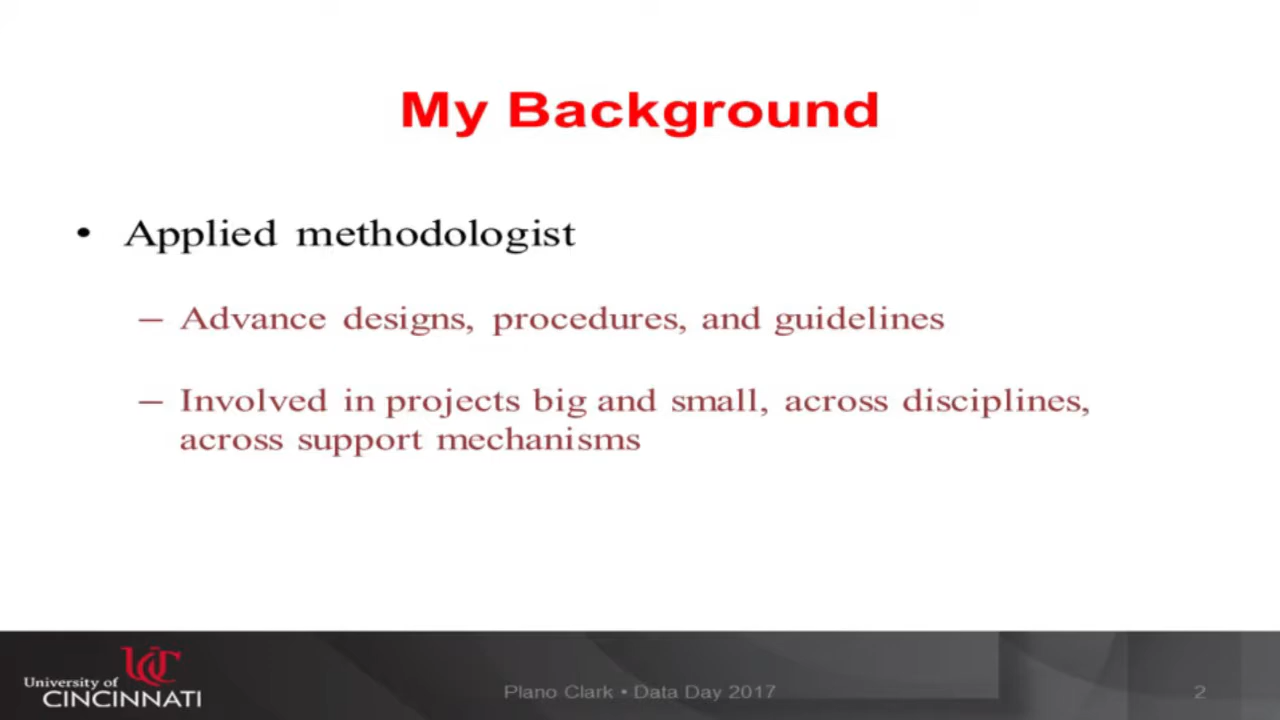 My Background
• Applied methodologist
– Advance designs, procedures, and guidelines
– Involved in projects big and small, across disciplines,
across support mechanisms
UC
University of
CINCINNATI
Plano Clark • Data Day 2017
2